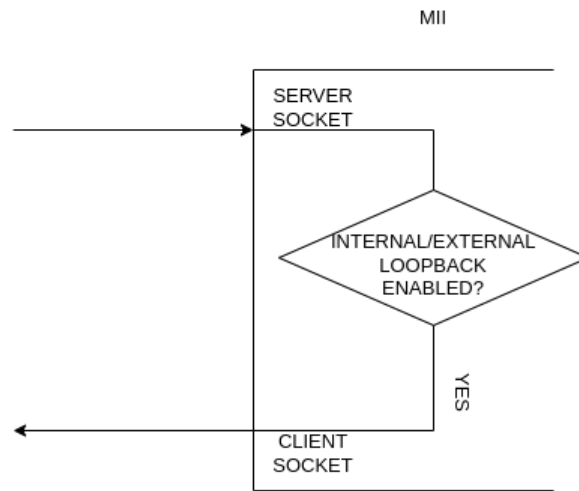 MII
SERVER
SOCKET
INTERNAL/EXTERNAL
LOOPBACK
ENABLED?
YES
CLIENT
SOCKET